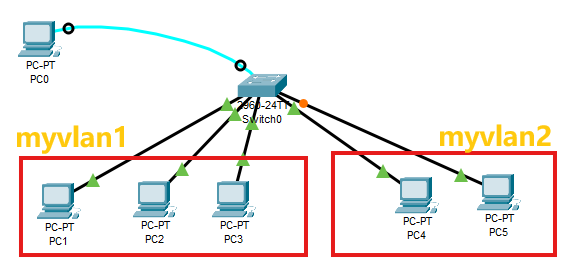 PC-PT
PC0
2960-24TT
Switch0
myvlan1
myvlan2
PC-PT
PC1
PC-PT
PC2
PC-PT
PC3
PC-PT
PC4
PC-PT
PC5